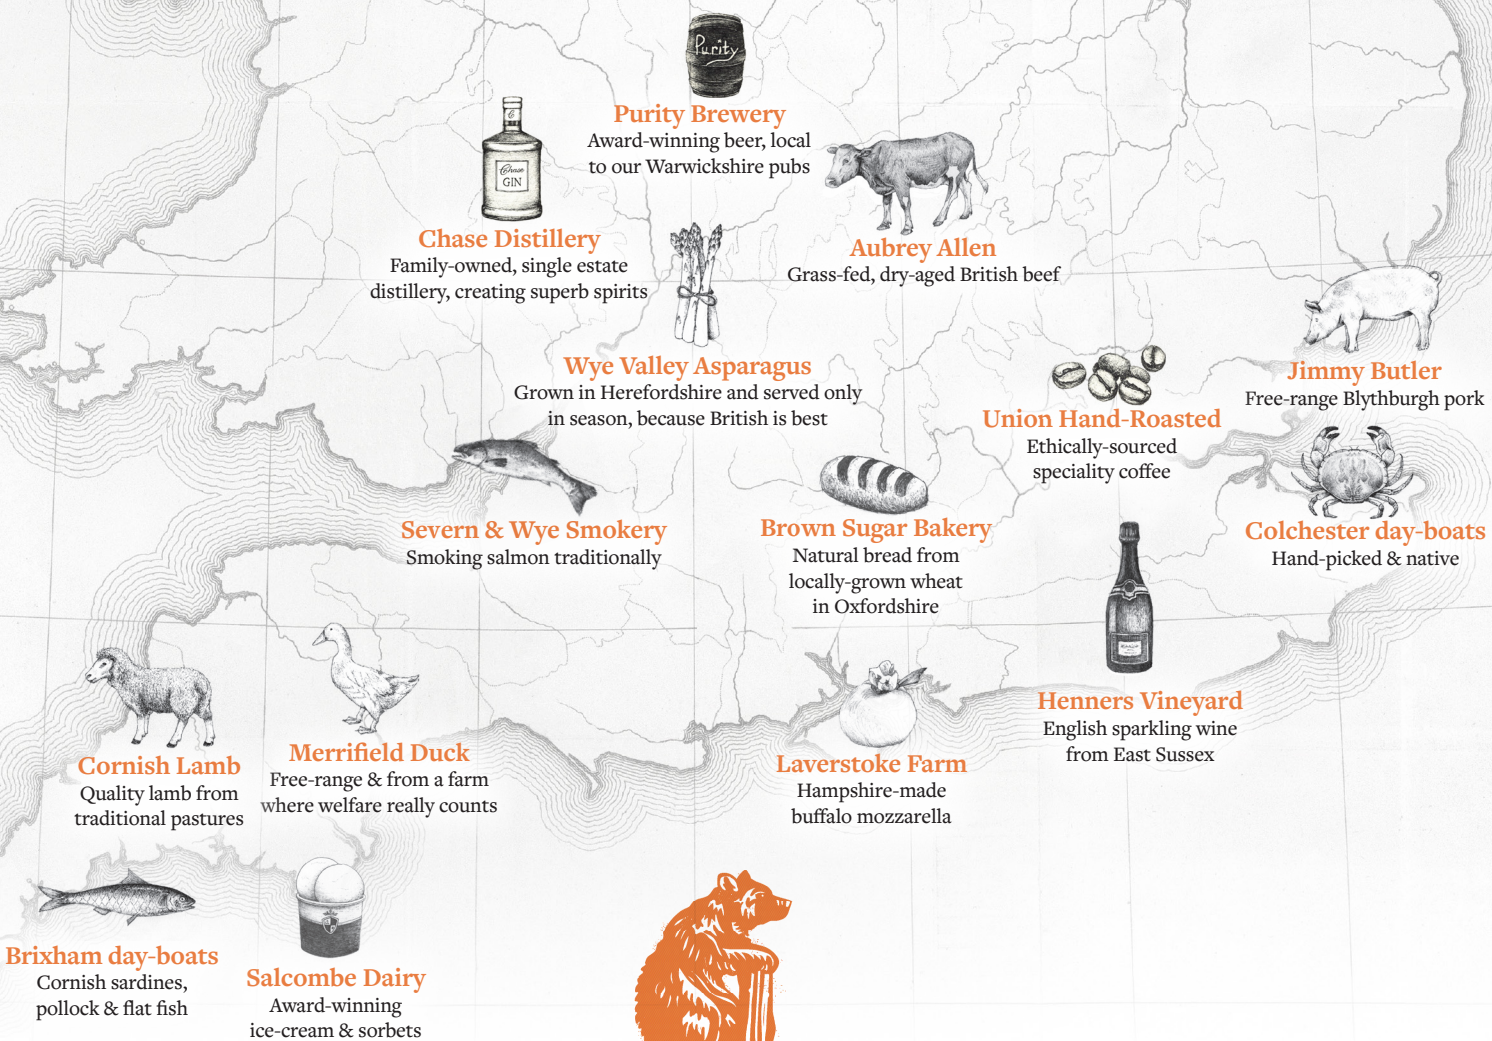 Purity
Purity Brewery
Award-winning beer, local
to our Warwickshire pubs
Chase
GIN
Chase Distillery
Family-owned, single estate
distillery, creating superb spirits
Aubrey Allen
Grass-fed, dry-aged British beef
Wye Valley Asparagus
Grown in Herefordshire and served only
in season, because British is best
Jimmy Butler
Free-range Blythburgh pork
Union Hand-Roasted
Ethically-sourced
speciality coffee
Severn & Wye Smokery
Smoking salmon traditionally
Brown Sugar Bakery
Natural bread from
locally-grown wheat
in Oxfordshire
Colchester day-boats
Hand-picked & native
Henners Vineyard
English sparkling wine
from East Sussex
Cornish Lamb
Quality lamb from
traditional pastures
Merrifield Duck
Free-range & from a farm
where welfare really counts
Laverstoke Farm
Hampshire-made
buffalo mozzarella
Brixham day-boats
Cornish sardines,
pollock & flat fish
Salcombe Dairy
Award-winning
ice-cream & sorbets